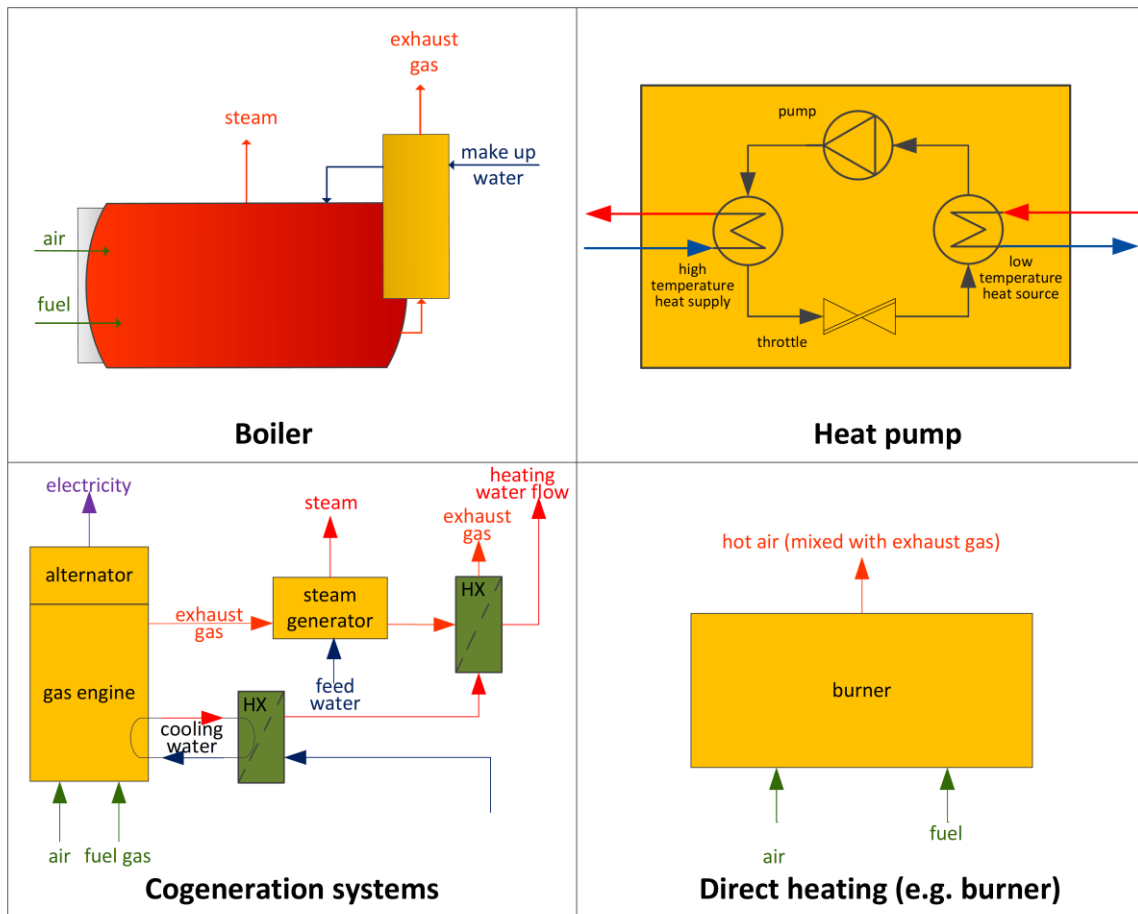 exhaust
gas
steam
make up
water
air
fuel
Boiler
pump
high
temperature
heat supply
low
temperature
heat source
throttle
Heat pump
electricity
steam
heating
water flow
exhaust
gas
alternator
HX
steam
generator
exhaust
gas
gas engine
feed
water
HX
cooling
water
air
fuel gas
Cogeneration systems
hot air (mixed with exhaust gas)
burner
fuel
air
Direct heating (e.g. burner)